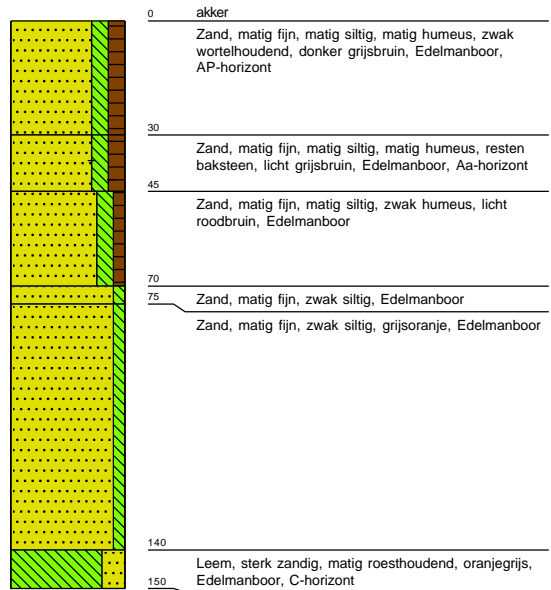 0 akker
Zand, matig fijn, matig siltig, matig humeus, zwak
wortelhoudend, donker grijsbruin, Edelmanboor,
AP-horizont
30
Zand, matig fijn, matig siltig, matig humeus, resten
baksteen, licht grijsbruin, Edelmanboor, Aa-horizont
45
Zand, matig fijn, matig siltig, zwak humeus, licht
roodbruin, Edelmanboor
70
75 Zand, matig fijn, zwak siltig, Edelmanboor
Zand, matig fijn, zwak siltig, grijsoranje, Edelmanboor
140
Leem, sterk zandig, matig roesthoudend, oranjegrijs,
150 Edelmanboor, C-horizont